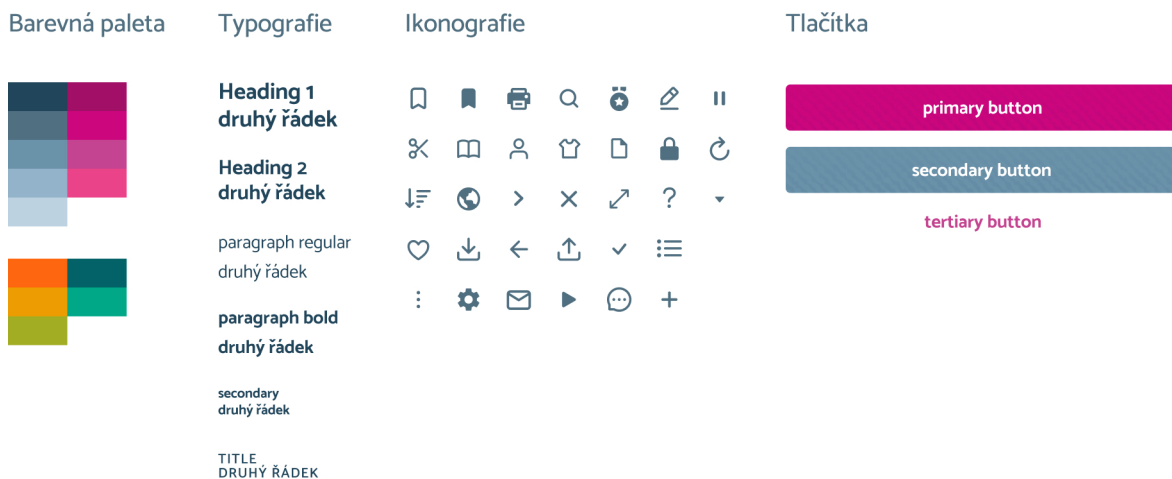 Barevná paleta
Typografie
Ikonografie
Tlačítka
Heading 1
druhý řádek
Heading 2
druhý řádek
paragraph regular
druhý řádek
paragraph bold
druhý řádek
secondary
druhý řádek
TITLE
DRUHÝ ŘÁDEK
primary button
secondary button
tertiary button